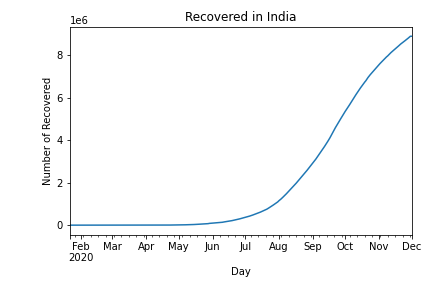 Recovered in India
1e6
Number of Recovered
8
6
4
2
0
Feb Mar Apr May Jun Jul Aug Sep Oct Nov Dec
2020
Day